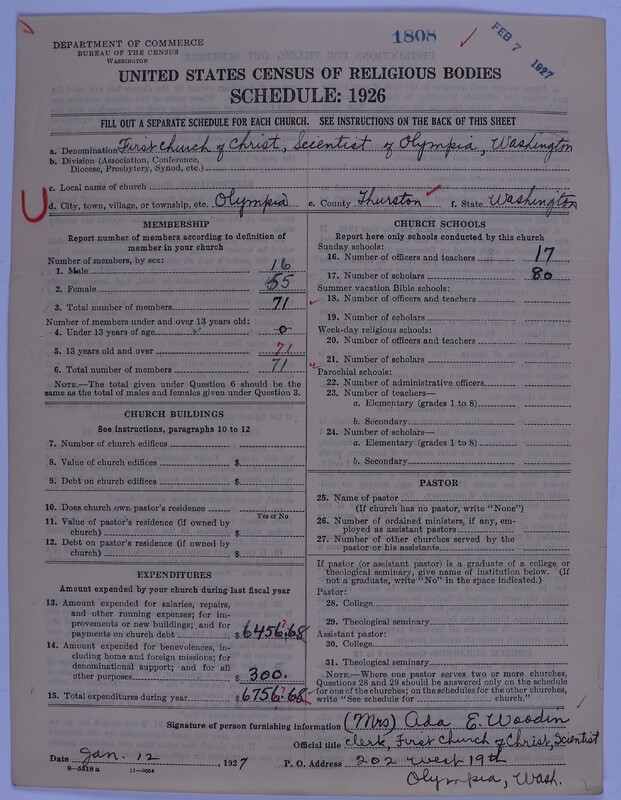 1808
FEB 7 1927
DEPARTMENT OF COMMERCE
BUREAU OF THE CENSUS
WASHINGTON
UNITED STATES CENSUS OF RELIGIOUS BODIES
SCHEDULE: 1926
FILL OUT A SEPARATE SCHEDULE FOR EACH CHURCH. SEE INSTRUCTIONS ON THE BACK OF THIS SHEET
a. Denomination First Church of Christ, Scientist of Olympia, Washington
b. Division (Association, Conference,
Diocese, Presbytery, Synod, etc.)
c. Local name of church
U
d. City, town, village, or township, etc. Olympia e. County Thurston f. State Washington
MEMBERSHIP
Report number of members according to definition of
member in your church
Number of members, by sex:
1. Male 16
2. Female 55
3. Total number of members 71
Number of members under and over 13 years old:
4. Under 13 years of age 0
5. 13 years old and over 71
6. Total number of members 71
NOTE.—The total given under Question 6 should be
same as the total of males and females given under Question 3.
CHURCH BUILDINGS
See instructions, paragraphs 10 to 12
7. Number of church edifices
8. Value of church edifices $
9. Debt on church edifices $
10. Does church own pastor's residence
Yes or No
11. Value of pastor's residence (if owned by
church) $
12. Debt on pastor's residence (if owned by
church) $
EXPENDITURES
Amount expended by your church during last fiscal year
13. Amount expended for salaries, repairs,
and other running expenses; for im-
provements or new buildings; and for
payments on church debt $ 6456.68
14. Amount expended for benevolences, in-
cluding home and foreign missions; for
denominational support; and for all
other purposes $ 300.
15. Total expenditures during year $ 6756.68
CHURCH SCHOOLS
Report here only schools conducted by this church
Sunday schools:
16. Number of officers and teachers 17
17. Number of scholars 80
Summer vacation Bible schools:
18. Number of officers and teachers
19. Number of scholars
Week-day religious schools:
20. Number of officers and teachers
21. Number of scholars
Parochial schools:
22. Number of administrative officers
23. Number of teachers—
a. Elementary (grades 1 to 8)
b. Secondary
24. Number of scholars—
a. Elementary (grades 1 to 8)
b. Secondary
PASTOR
25. Name of pastor
(If church has no pastor, write "None")
26. Number of ordained ministers, if any, em-
ployed as assistant pastors
27. Number of other churches served by the
pastor or his assistants
If pastor (or assistant pastor) is a graduate of a college or
theological seminary, give name of institution below. (If
not a graduate, write "No" in the space indicated.)
Pastor:
28. College
29. Theological seminary
Assistant pastor:
30. College
31. Theological seminary
NOTE.—Where one pastor serves two or more churches,
Questions 28 and 29 should be answered only on the schedule
for one of the churches; on the schedules for the other churches,
write "See schedule for church."
Signature of person furnishing information (Mrs) Ada E. Woodin
Official title Clerk, First Church of Christ, Scientist
Date Jan. 12, 1927 P. O. Address 202 West 19th
8—5518 a 11—9054
Olympia, Wash.